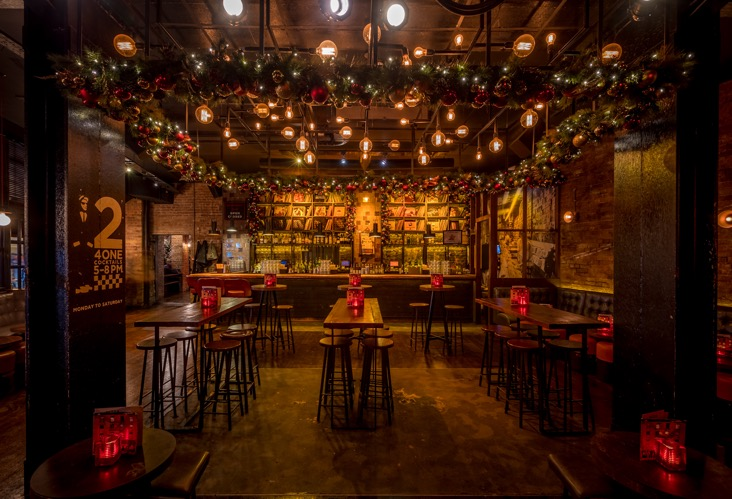 2
4ONE
COCKTAILS
5-8PM
MONDAY TO SATURDAY